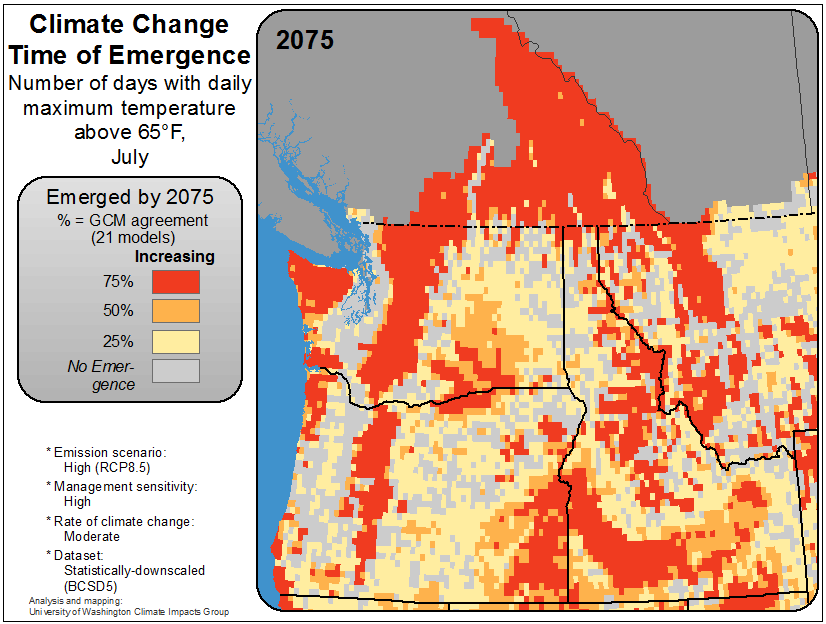 Climate Change
Time of Emergence
Number of days with daily
maximum temperature
above 65°F,
July
Emerged by 2075
% = GCM agreement
(21 models)
Increasing
75%
50%
25%
No Emer-
gence
* Emission scenario:
High (RCP8.5)
* Management sensitivity:
High
* Rate of climate change:
Moderate
* Dataset:
Statistically-downscaled
(BCSD5)
Analysis and mapping:
University of Washington Climate Impacts Group
2075